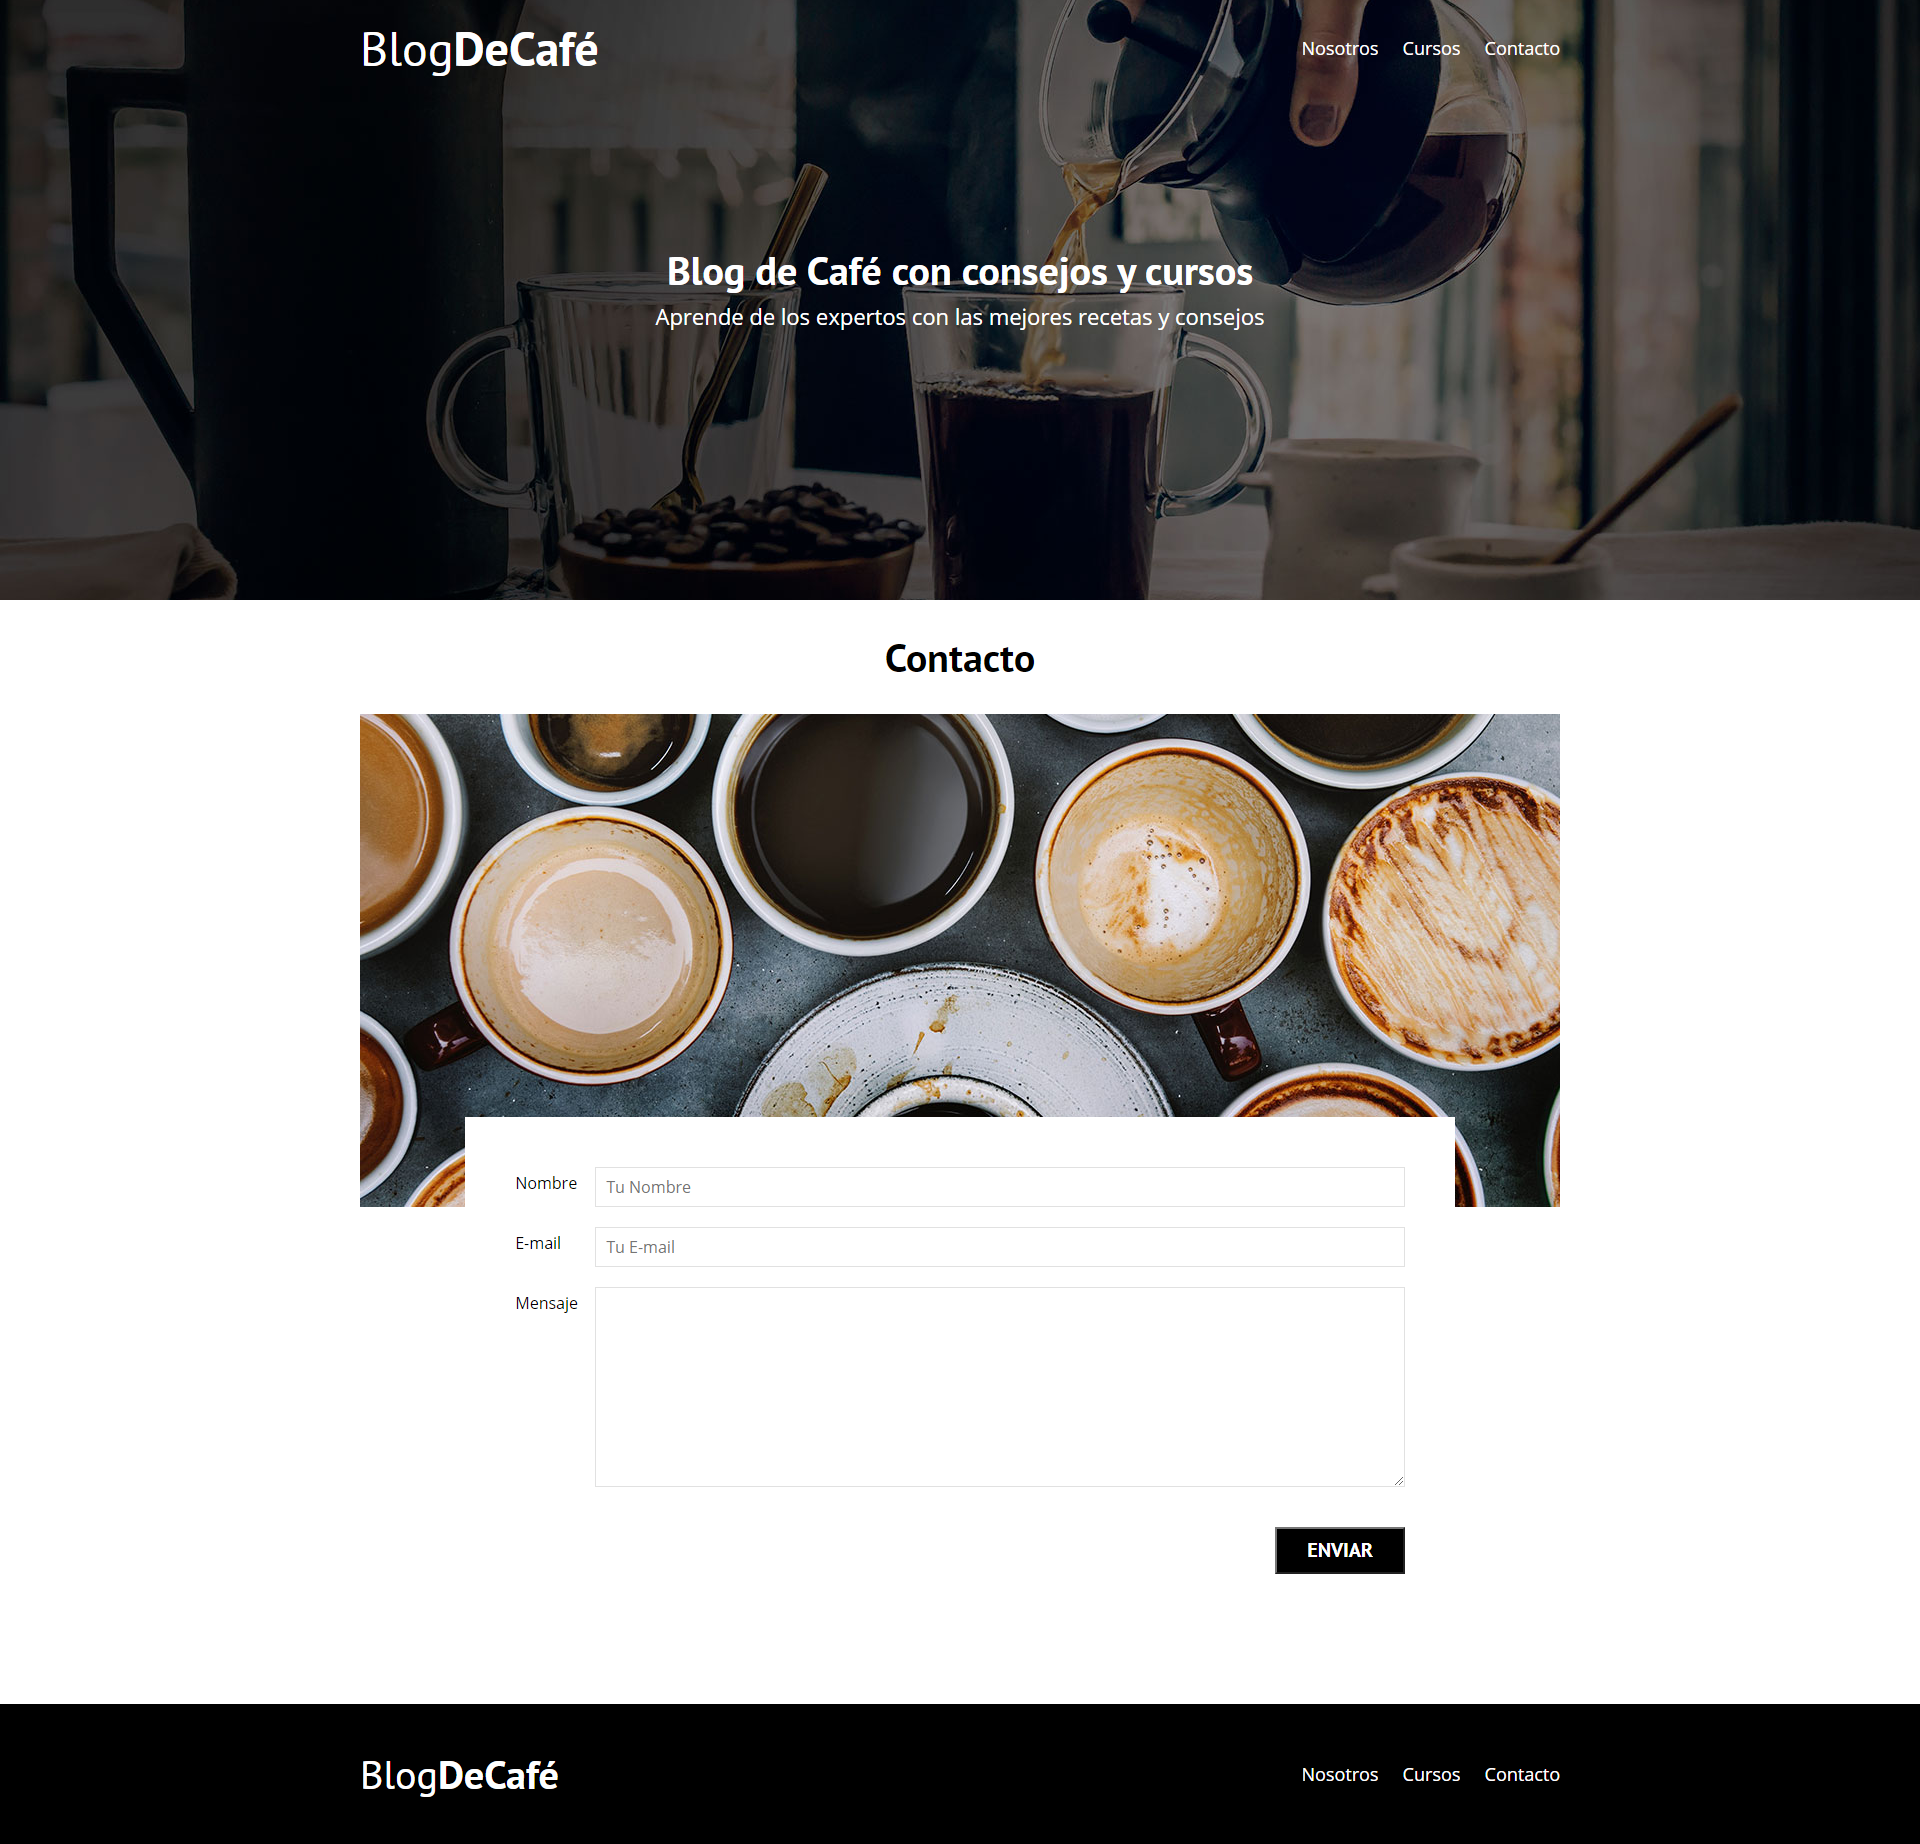 BlogDeCafé
Nosotros Cursos Contacto
Blog de Café con consejos y cursos
Aprende de los expertos con las mejores recetas y consejos
Contacto
Nombre Tu Nombre
E-mail Tu E-mail
Mensaje
ENVIAR
BlogDeCafé
Nosotros Cursos Contacto